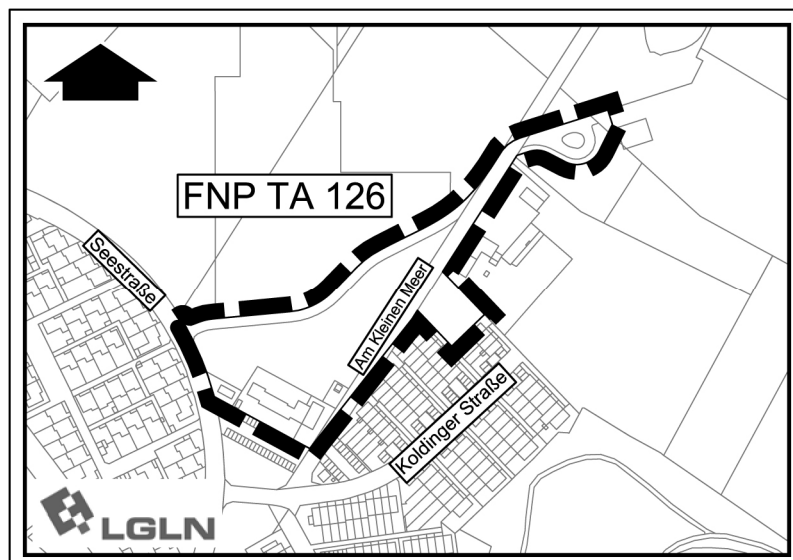 FNP TA 126
Seestraße
Am Kleinen Meer
Koldinger Straße
LGLN